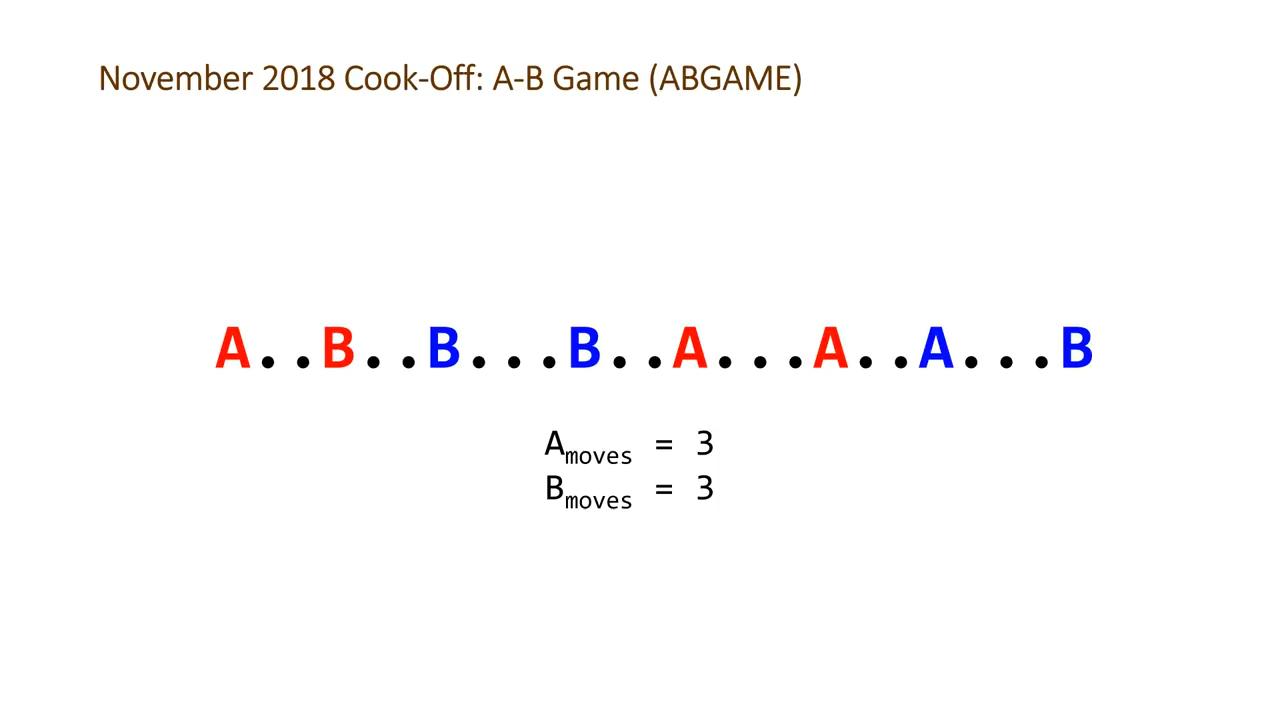 November 2018 Cook-Off: A-B Game (ABGAME)
A..B..B...B..A...A..A...B
Amoves = 3
Bmoves = 3